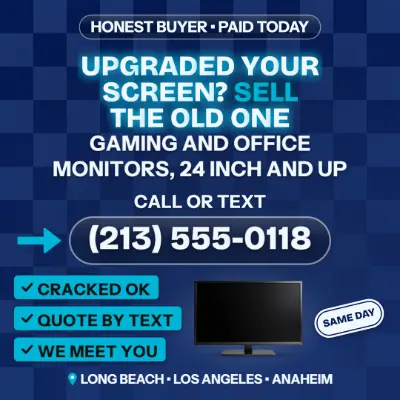 HONEST BUYER • PAID TODAY
UPGRADED YOUR
SCREEN? SELL
THE OLD ONE
GAMING AND OFFICE
MONITORS, 24 INCH AND UP
CALL OR TEXT
(213) 555-0118
✓ CRACKED OK
✓ QUOTE BY TEXT
✓ WE MEET YOU
SAME DAY
LONG BEACH • LOS ANGELES • ANAHEIM